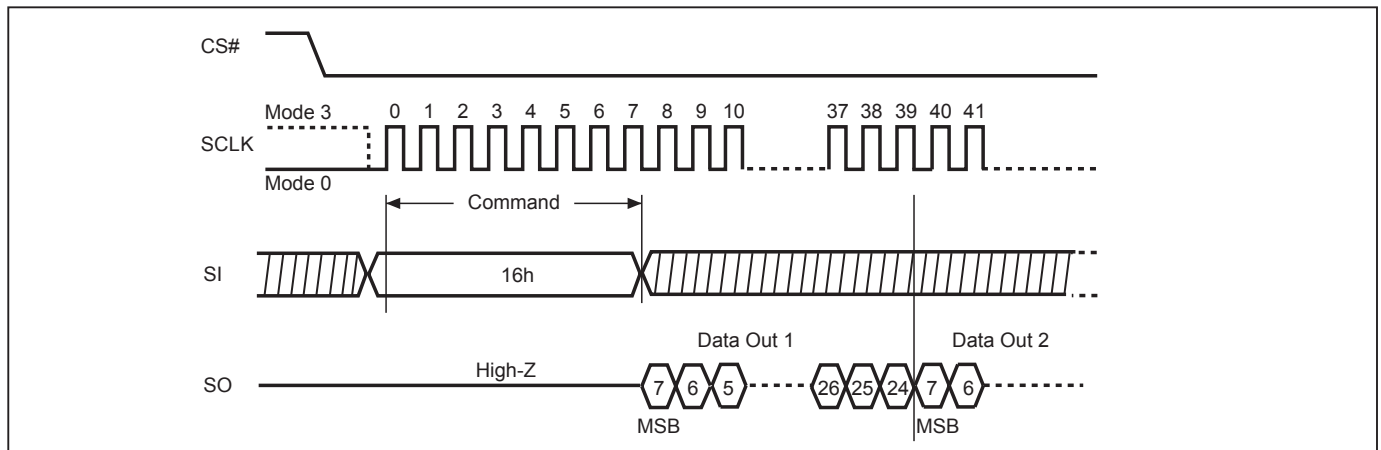 CS#
Mode 3 0 1 2 3 4 5 6 7 8 9 10 37 38 39 40 41
SCLK
Mode 0
Command
SI 16h
Data Out 1 Data Out 2
High-Z
SO 7 6 5 26 25 24 7 6
MSB MSB